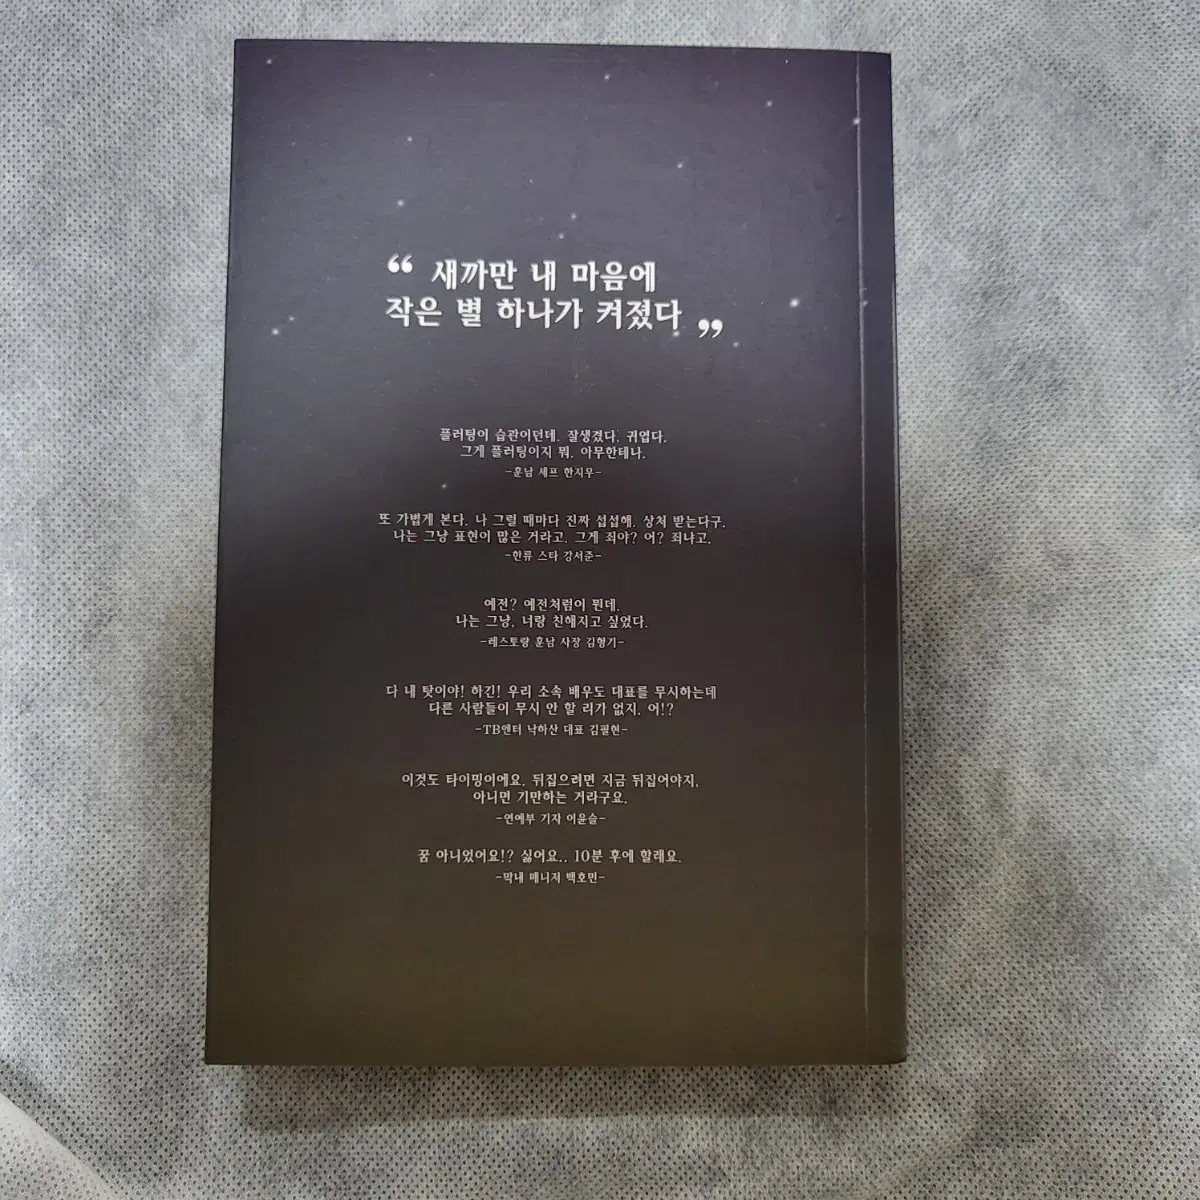 “ 새까만 내 마음에
작은 별 하나가 켜졌다 ”
플러팅이 습관이던데. 잘생겼다, 귀엽다.
그게 플러팅이지 뭐. 아무한테나.
-훈남 셰프 한지우-
또 가볍게 본다. 나 그럴 때마다 진짜 섭섭해. 상처 받는다구.
나는 그냥 표현이 많은 거라고. 그게 죄야? 어? 죄냐고.
-한류 스타 강서준-
예전? 예전처럼이 뭔데.
나는 그냥, 너랑 친해지고 싶었다.
-레스토랑 훈남 사장 김형기-
다 내 탓이야! 하긴! 우리 소속 배우도 대표를 무시하는데
다른 사람들이 무시 안 할 리가 없지. 어!?
-TB엔터 낙하산 대표 김필현-
이것도 타이밍이에요. 뒤집으려면 지금 뒤집어야지,
아니면 기만하는 거라구요.
-연예부 기자 이윤슬-
꿈 아니었어요!? 싫어요.. 10분 후에 할래요.
-막내 매니저 백호민-